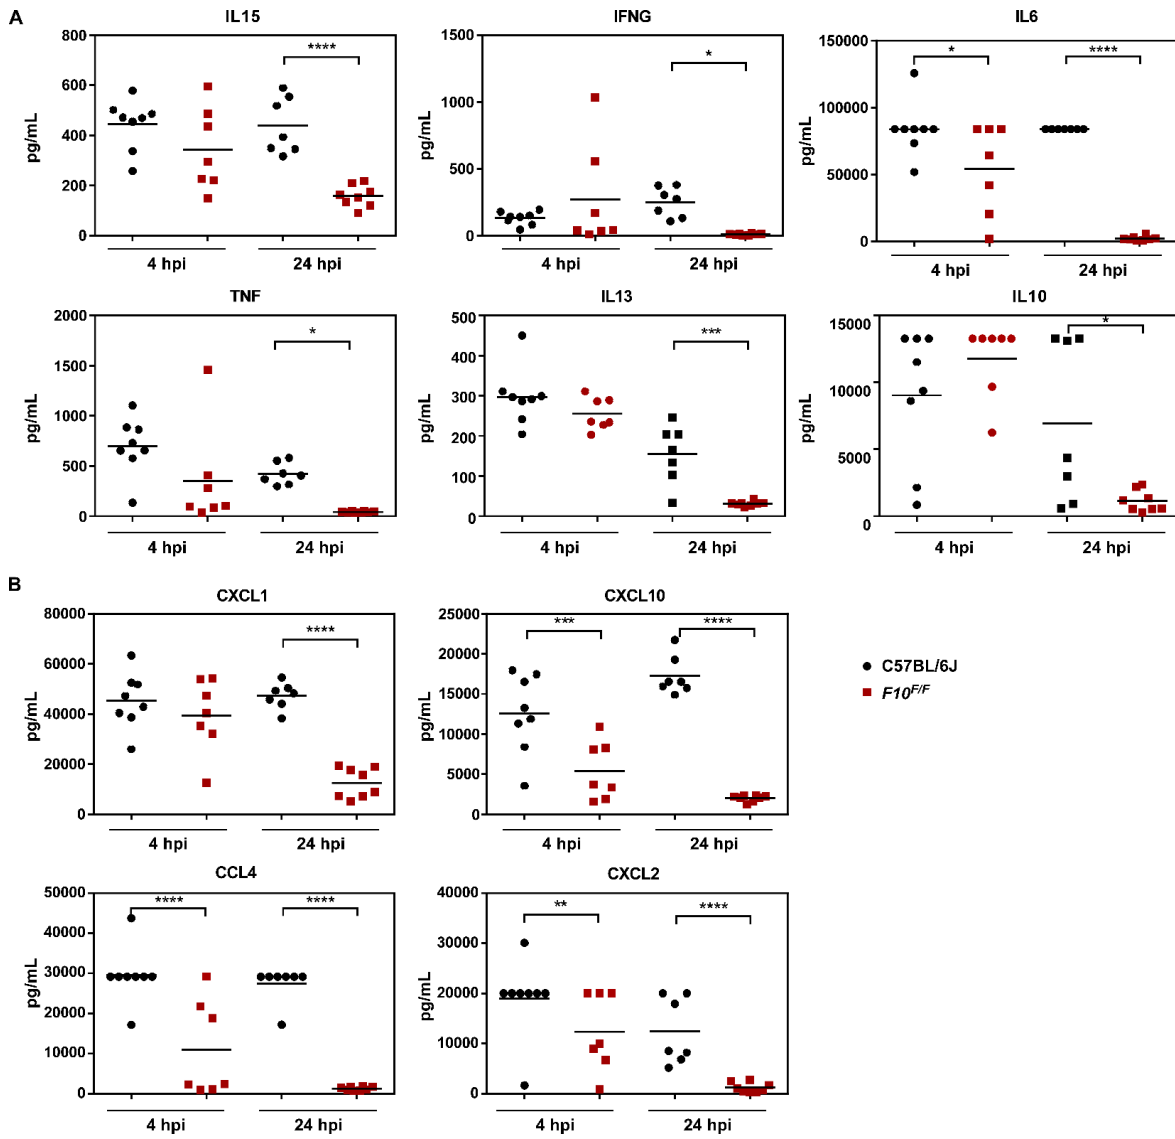 A
IL15
IFNG
IL6
800
600
400
200
0
pg/mL
****
4 hpi
24 hpi
1500
1000
500
0
pg/mL
*
4 hpi
24 hpi
150000
100000
50000
0
pg/mL
*
****
4 hpi
24 hpi
TNF
IL13
IL10
2000
1500
1000
500
0
pg/mL
*
4 hpi
24 hpi
500
400
300
200
100
0
pg/mL
***
4 hpi
24 hpi
15000
10000
5000
0
pg/mL
*
4 hpi
24 hpi
B
CXCL1
CXCL10
80000
60000
40000
20000
0
pg/mL
****
4 hpi
24 hpi
25000
20000
15000
10000
5000
0
pg/mL
***
****
4 hpi
24 hpi
C57BL/6J
F10F/F
CCL4
CXCL2
50000
40000
30000
20000
10000
0
pg/mL
****
****
4 hpi
24 hpi
40000
30000
20000
10000
0
pg/mL
**
****
4 hpi
24 hpi